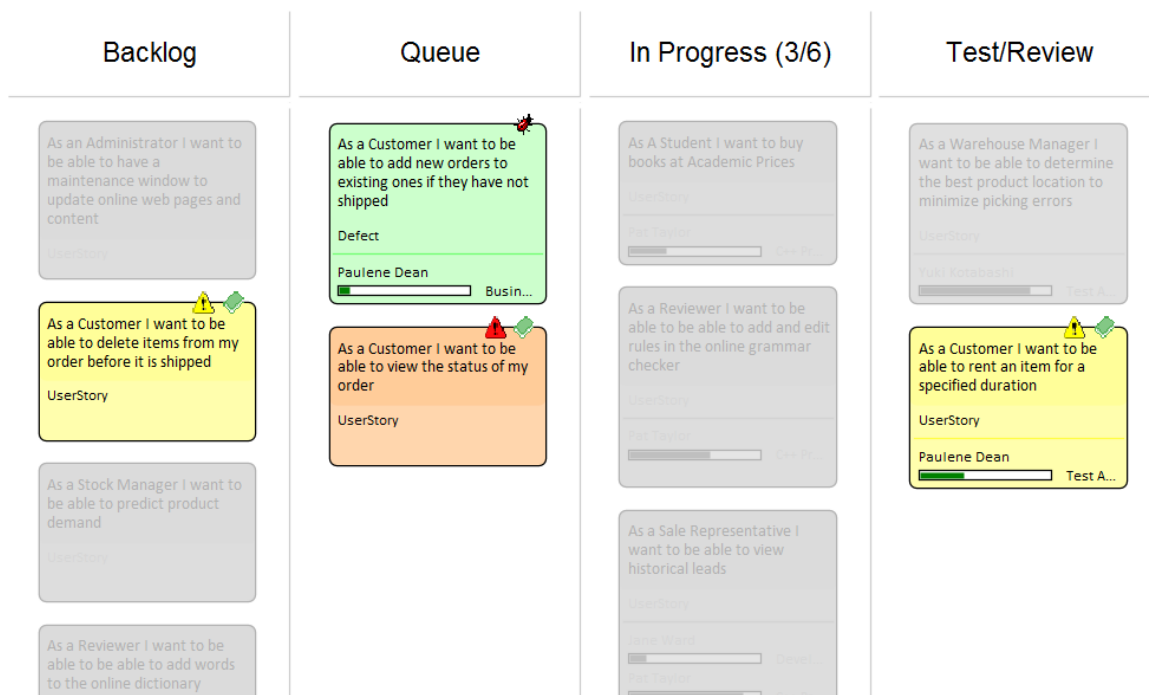 Backlog
Queue
In Progress (3/6)
Test/Review
As an Administrator I want to
be able to have a
maintenance window to
update online web pages and
content
UserStory
As a Customer I want to be
able to delete items from my
order before it is shipped
UserStory
As a Stock Manager I want to
be able to predict product
demand
UserStory
As a Reviewer I want to be
able to be able to add words
to the online dictionary
As a Customer I want to be
able to add new orders to
existing ones if they have not
shipped
Defect
Paulene Dean
Busin...
As a Customer I want to be
able to view the status of my
order
UserStory
As A Student I want to buy
books at Academic Prices
UserStory
Pat Taylor
C++ Pr...
As a Reviewer I want to be
able to be able to add and edit
rules in the online grammar
checker
UserStory
Pat Taylor
C++ Pr...
As a Sale Representative I
want to be able to view
historical leads
UserStory
Lane Ward
Devel...
Pat Taylor
As a Warehouse Manager I
want to be able to determine
the best product location to
minimize picking errors
UserStory
Yuki Kotabashi
Test A...
As a Customer I want to be
able to rent an item for a
specified duration
UserStory
Paulene Dean
Test A...